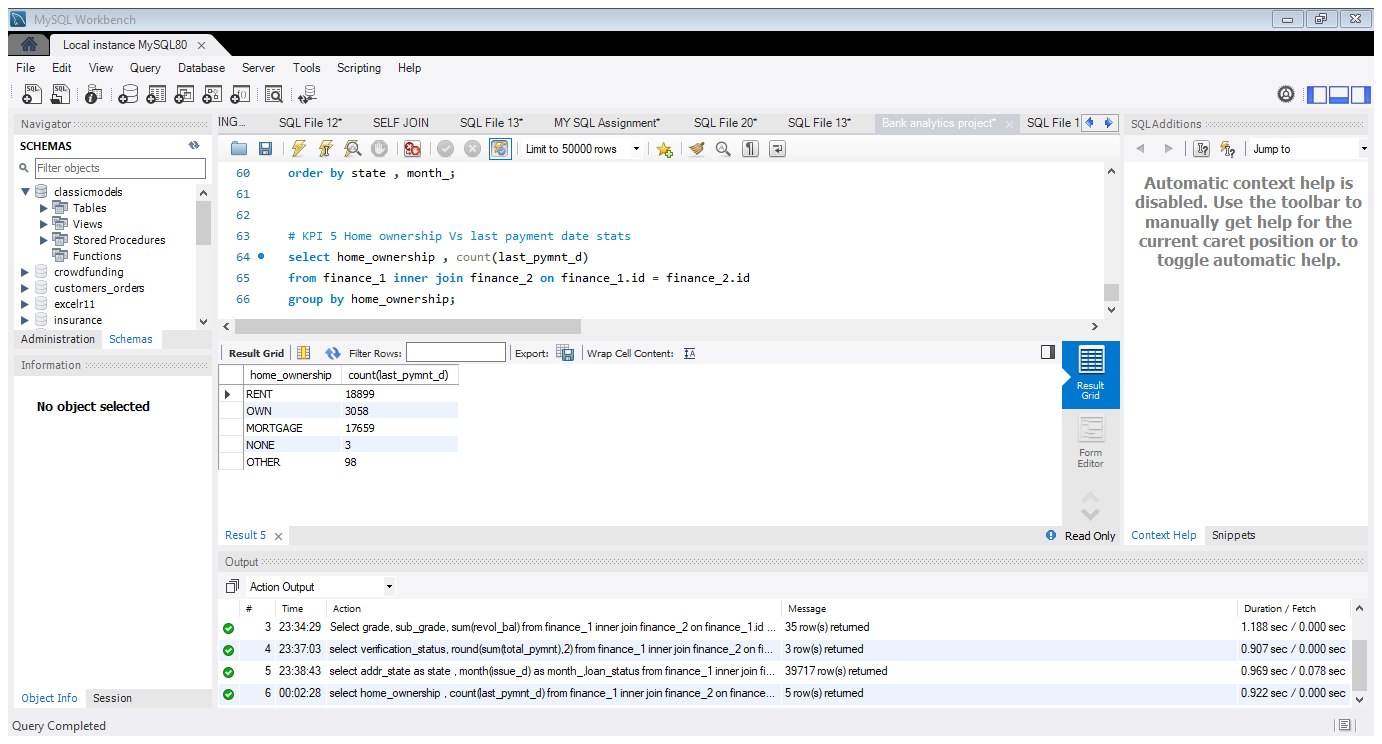 MySQL Workbench
Local instance MySQL80
File Edit View Query Database Server Tools Scripting Help
Navigator
SCHEMAS
Filter objects
classicmodels
Tables
Views
Stored Procedures
Functions
crowdfunding
customers_orders
excelr11
insurance
Administration Schemas
Information
No object selected
Object Info Session
ING... SQL File 12* SELF JOIN SQL File 13* MY SQL Assignment* SQL File 20* SQL File 13* Bank analytics project* SQL File 1
Limit to 50000 rows
60 order by state , month_;
61
62
63 # KPI 5 Home ownership Vs last payment date stats
64 select home_ownership , count(last_pymnt_d)
65 from finance_1 inner join finance_2 on finance_1.id = finance_2.id
66 group by home_ownership;
Result Grid Filter Rows: Export: Wrap Cell Content:
home_ownership count(last_pymnt_d)
RENT 18899
OWN 3058
MORTGAGE 17659
NONE 3
OTHER 98
Result Grid
Form Editor
Result 5
Read Only
SQLAdditions
Jump to
Automatic context help is
disabled. Use the toolbar to
manually get help for the
current caret position or to
toggle automatic help.
Context Help Snippets
Output
Action Output
# Time Action Message Duration / Fetch
3 23:34:29 Select grade, sub_grade, sum(revol_bal) from finance_1 inner join finance_2 on finance_1.id ... 35 row(s) returned 1.188 sec / 0.000 sec
4 23:37:03 select verification_status, round(sum(total_pymnt),2) from finance_1 inner join finance_2 on fi... 3 row(s) returned 0.907 sec / 0.000 sec
5 23:38:43 select addr_state as state , month(issue_d) as month_,loan_status from finance_1 inner join fi... 39717 row(s) returned 0.969 sec / 0.078 sec
6 00:02:28 select home_ownership , count(last_pymnt_d) from finance_1 inner join finance_2 on finance... 5 row(s) returned 0.922 sec / 0.000 sec
Query Completed